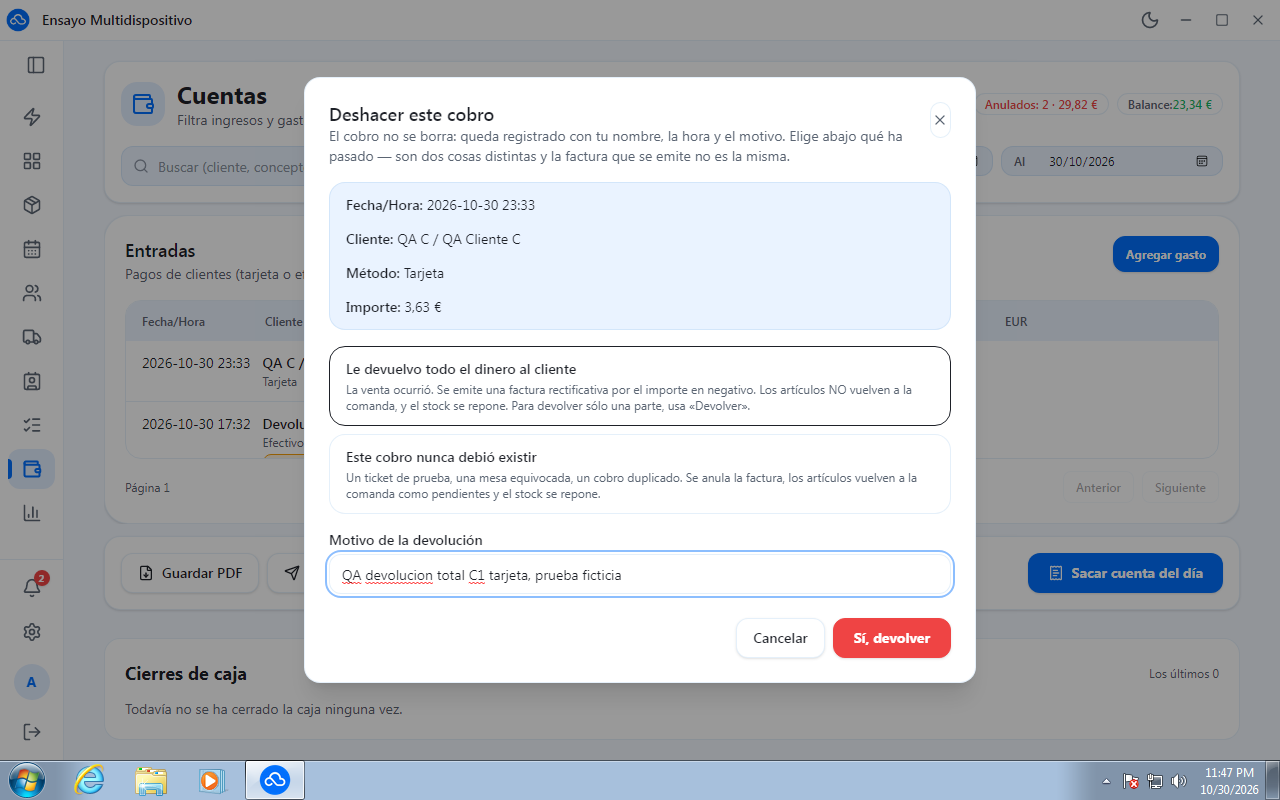 Ensayo Multidispositivo
Cuentas
Filtra ingresos y gast
Anulados: 2 · 29,82 €
Balance:23,34 €
Buscar (cliente, concept
Al 30/10/2026
Deshacer este cobro
El cobro no se borra: queda registrado con tu nombre, la hora y el motivo. Elige abajo qué ha
pasado — son dos cosas distintas y la factura que se emite no es la misma.
Fecha/Hora: 2026-10-30 23:33
Cliente: QA C / QA Cliente C
Método: Tarjeta
Importe: 3,63 €
Le devuelvo todo el dinero al cliente
La venta ocurrió. Se emite una factura rectificativa por el importe en negativo. Los artículos NO vuelven a la
comanda, y el stock se repone. Para devolver sólo una parte, usa «Devolver».
Este cobro nunca debió existir
Un ticket de prueba, una mesa equivocada, un cobro duplicado. Se anula la factura, los artículos vuelven a la
comanda como pendientes y el stock se repone.
Motivo de la devolución
QA devolucion total C1 tarjeta, prueba ficticia
Cancelar
Sí, devolver
Entradas
Pagos de clientes (tarjeta o e
Agregar gasto
Fecha/Hora Cliente
EUR
2026-10-30 23:33 QA C /
Tarjeta
2026-10-30 17:32 Devolu
Efectivo
Página 1
Anterior
Siguiente
Guardar PDF
Sacar cuenta del día
Cierres de caja
Los últimos 0
Todavía no se ha cerrado la caja ninguna vez.
2
A
11:47 PM
10/30/2026